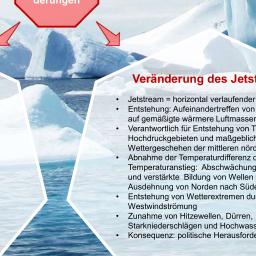 derungen
Veränderung des Jetst
• Jetstream = horizontal verlaufender
• Entstehung: Aufeinandertreffen von
auf gemäßigte wärmere Luftmassen
• Verantwortlich für Entstehung von T
Hochdruckgebieten und maßgeblich
Wettergeschehen der mittleren nörd
• Abnahme der Temperaturdifferenz d
Temperaturanstieg: Abschwächung
und verstärkte Bildung von Wellen
Ausdehnung von Norden nach Süde
• Entstehung von Wetterextremen du
Westwindströmung
• Zunahme von Hitzewellen, Dürren,
Starkniederschlägen und Hochwass
• Konsequenz: politische Herausforde